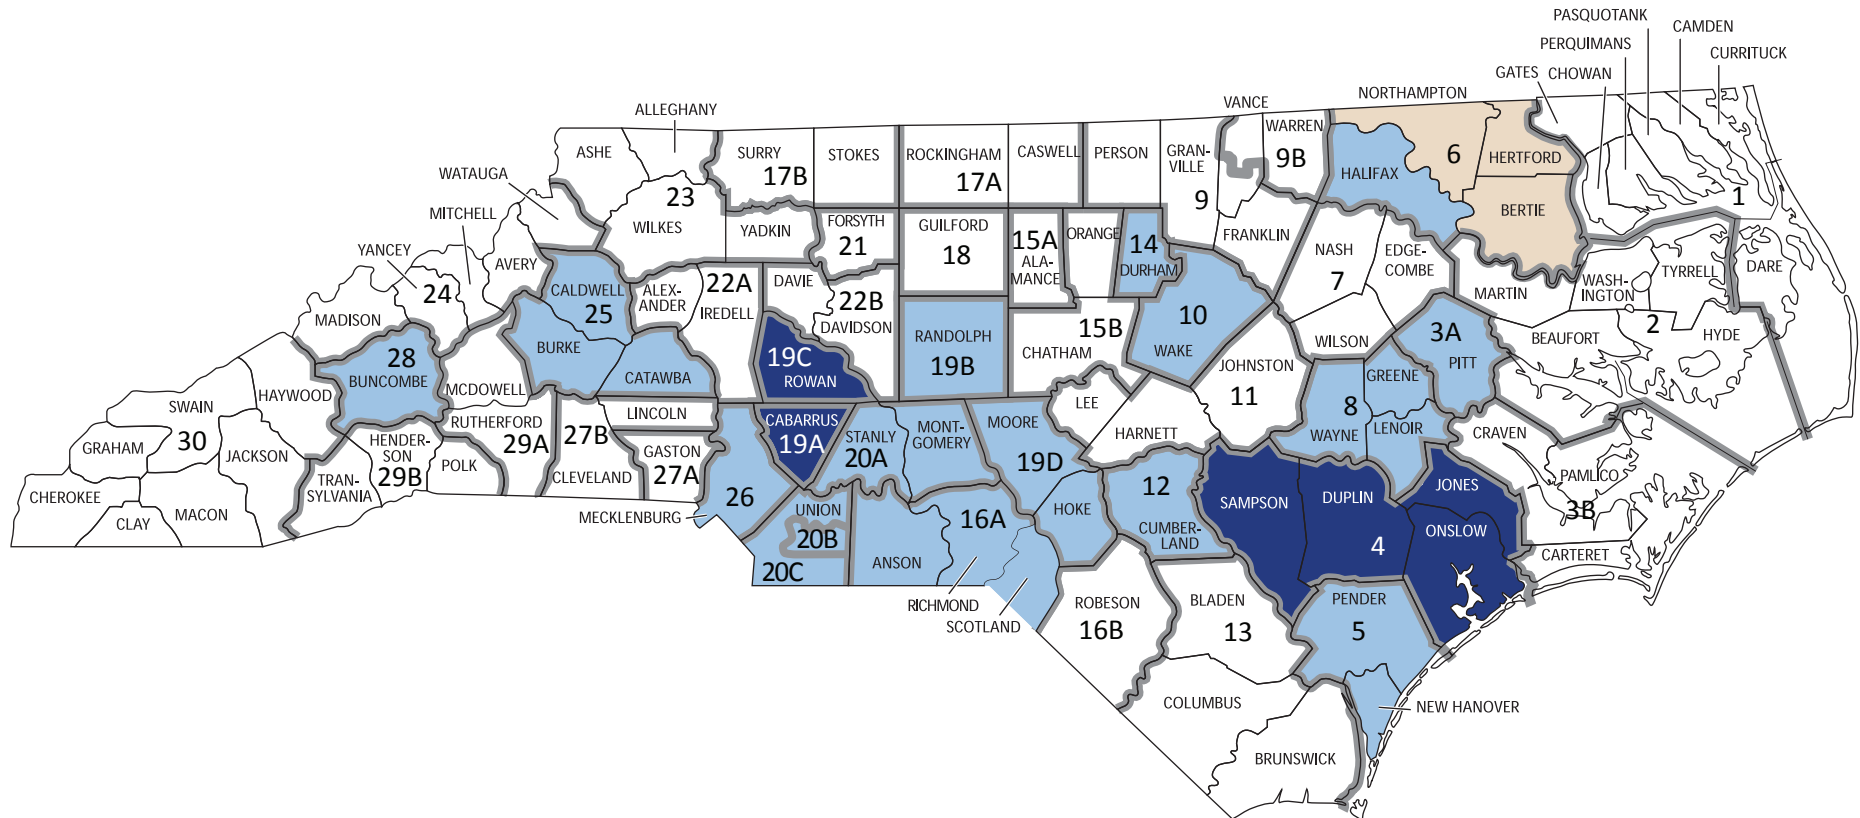 PASQUOTANK
CAMDEN
PERQUIMANS
CURRITUCK
GATES
CHOWAN
NORTHAMPTON
VANCE
ALLEGHANY
WARREN
9B
ASHE
SURRY
17B
STOKES
ROCKINGHAM
17A
CASWELL
PERSON
GRAN-
VILLE
9
HALIFAX
6
HERTFORD
BERTIE
1
WATAUGA
23
WILKES
YADKIN
FORSYTH
21
GUILFORD
18
15A
ALA-
MANCE
ORANGE
14
DURHAM
FRANKLIN
NASH
7
EDGE-
COMBE
MITCHELL
YANCEY
24
AVERY
MADISON
CALDWELL
25
BURKE
ALEX-
ANDER
22A
IREDELL
DAVIE
22B
DAVIDSON
MARTIN
WASH-
INGTON
TYRRELL
DARE
2
HYDE
BEAUFORT
10
WAKE
15B
CHATHAM
RANDOLPH
19B
WILSON
3A
PITT
28
BUNCOMBE
MCDOWELL
CATAWBA
19C
ROWAN
JOHNSTON
11
GREENE
8
WAYNE
LENOIR
HAYWOOD
SWAIN
30
GRAHAM
JACKSON
CHEROKEE
CLAY
MACON
HENDER-
SON
29B
TRAN-
SYLVANIA
POLK
RUTHERFORD
29A
27B
CLEVELAND
LINCOLN
GASTON
27A
CABARRUS
19A
STANLY
20A
MONT-
GOMERY
MOORE
19D
LEE
HARNETT
CRAVEN
PAMLICO
3B
CARTERET
26
MECKLENBURG
UNION
20B
20C
ANSON
16A
RICHMOND
SCOTLAND
HOKE
12
CUMBER-
LAND
SAMPSON
DUPLIN
4
JONES
ONSLOW
ROBESON
16B
BLADEN
13
PENDER
5
COLUMBUS
NEW HANOVER
BRUNSWICK